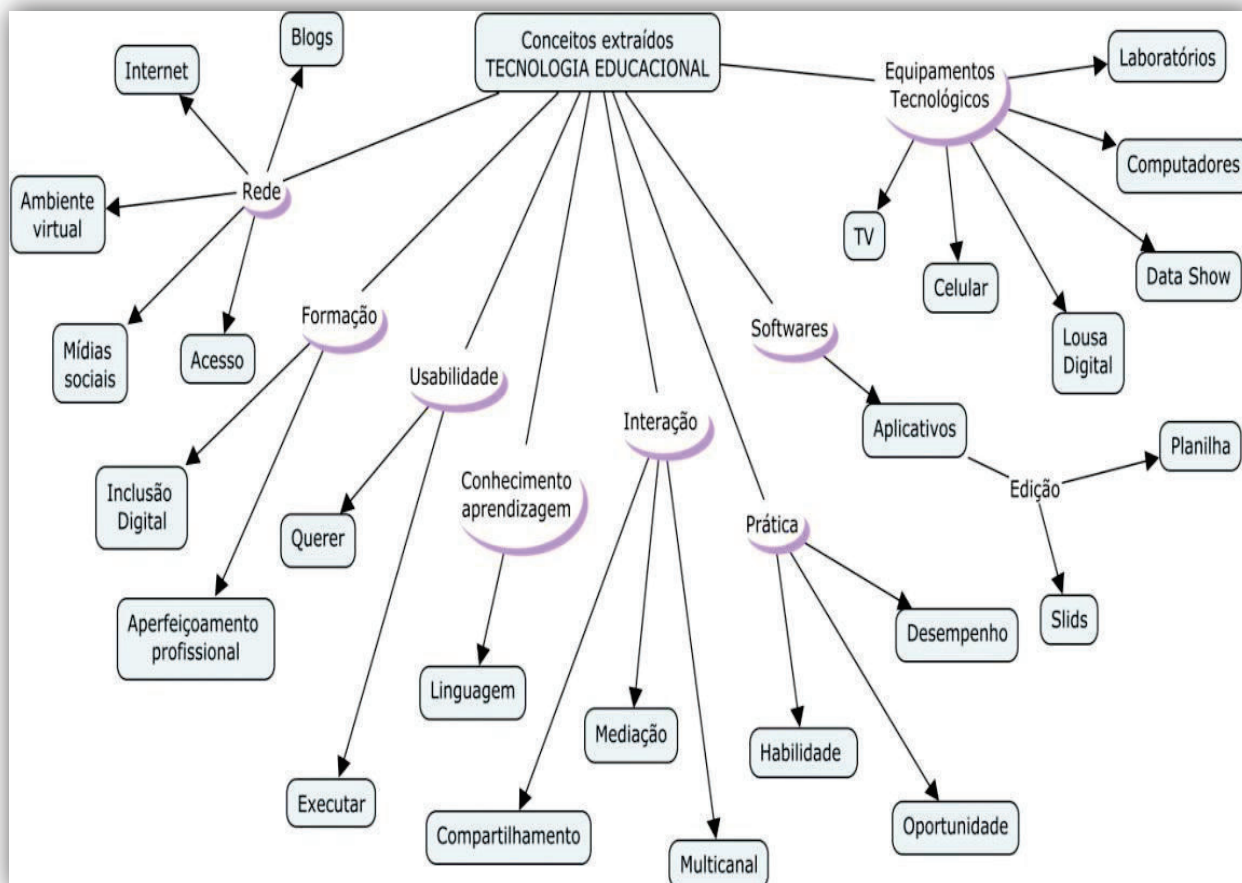 Conceitos extraídos
TECNOLOGIA EDUCACIONAL
Blogs
Internet
Rede
Ambiente
virtual
Mídias
sociais
Acesso
Formação
Inclusão
Digital
Aperfeiçoamento
profissional
Usabilidade
Querer
Executar
Conhecimento
aprendizagem
Linguagem
Interação
Compartilhamento
Mediação
Multicanal
Prática
Habilidade
Oportunidade
Desempenho
Softwares
Aplicativos
Edição
Planilha
Slids
Equipamentos
Tecnológicos
Laboratórios
Computadores
Data Show
Lousa
Digital
Celular
TV